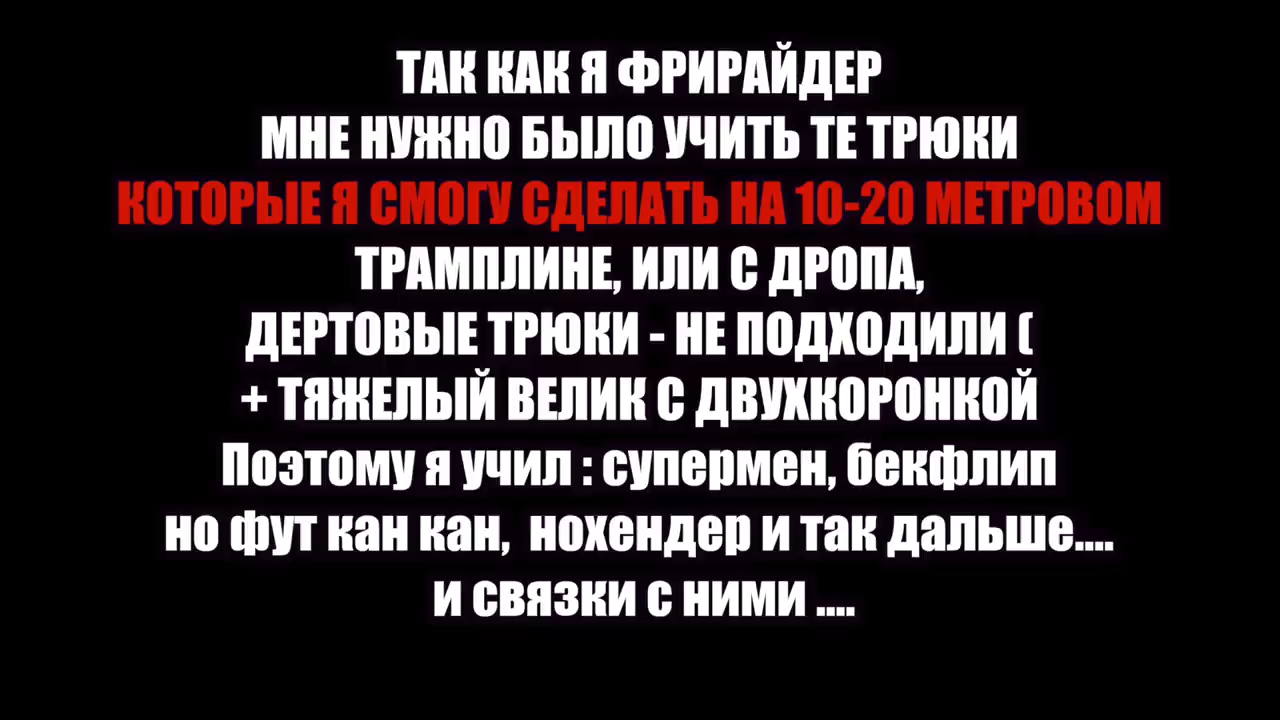 ТАК КАК Я ФРИРАЙДЕР
МНЕ НУЖНО БЫЛО УЧИТЬ ТЕ ТРЮКИ
КОТОРЫЕ Я СМОГУ СДЕЛАТЬ НА 10-20 МЕТРОВОМ
ТРАМПЛИНЕ, ИЛИ С ДРОПА,
ДЕРТОВЫЕ ТРЮКИ - НЕ ПОДХОДИЛИ (
+ ТЯЖЕЛЫЙ ВЕЛИК С ДВУХКОРОНКОЙ
Поэтому я учил : супермен, бекфлип
но фут кан кан, нохендер и так дальше....
и связки с ними ....